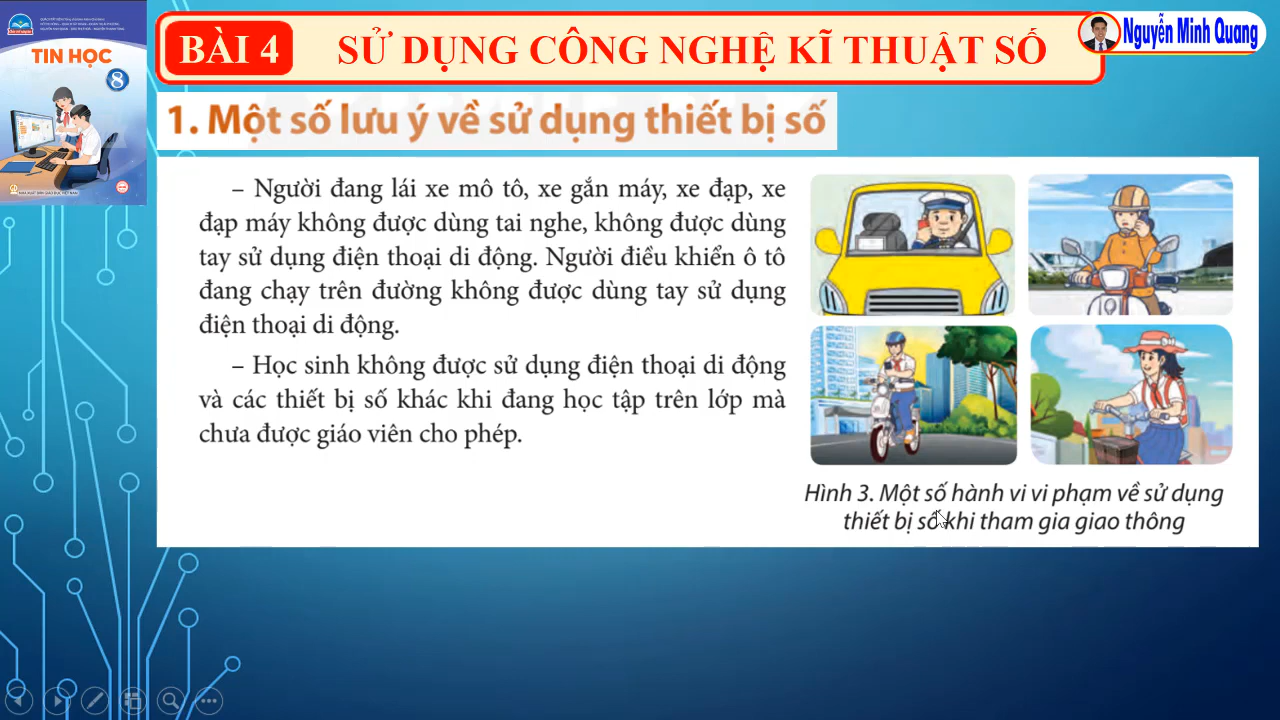 TIN HỌC
8
BÀI 4
SỬ DỤNG CÔNG NGHỆ KĨ THUẬT SỐ
Nguyễn Minh Quang
1. Một số lưu ý về sử dụng thiết bị số
– Người đang lái xe mô tô, xe gắn máy, xe đạp, xe
đạp máy không được dùng tai nghe, không được dùng
tay sử dụng điện thoại di động. Người điều khiển ô tô
đang chạy trên đường không được dùng tay sử dụng
điện thoại di động.
– Học sinh không được sử dụng điện thoại di động
và các thiết bị số khác khi đang học tập trên lớp mà
chưa được giáo viên cho phép.
Hình 3. Một số hành vi vi phạm về sử dụng
thiết bị số khi tham gia giao thông